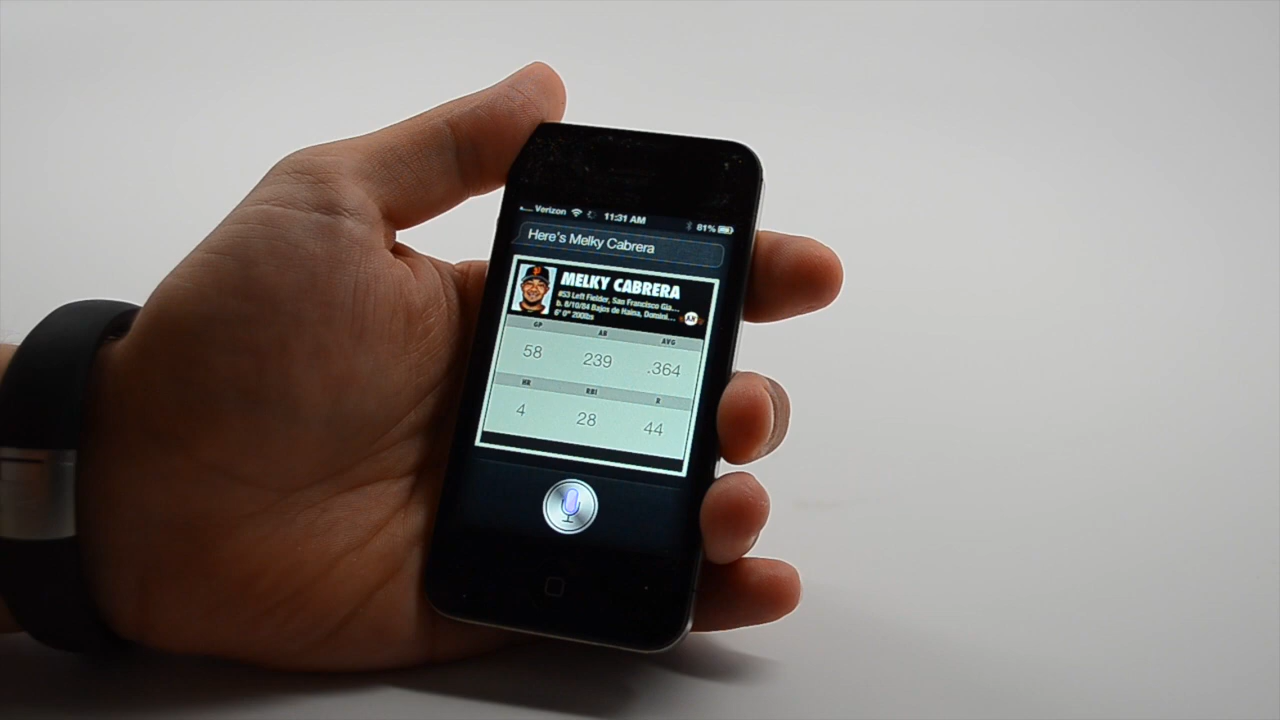 Verizon 11:31 AM 81%
Here's Melky Cabrera
MELKY CABRERA
#53 Left Fielder, San Francisco Gia...
b. 8/10/84 Bajos de Haina, Domini...
6' 0" 200lbs
GP AB AVG
58 239 .364
HR RBI R
4 28 44